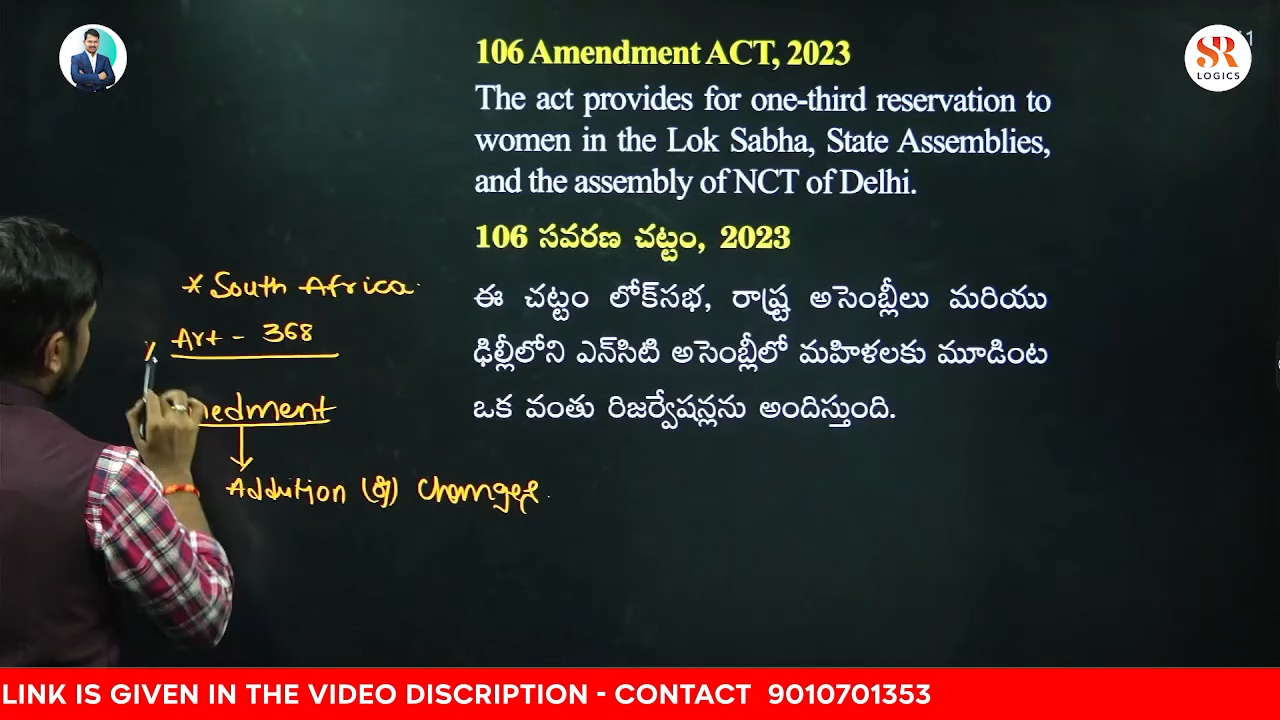 SR
LOGICS
106 Amendment ACT, 2023
The act provides for one-third reservation to
women in the Lok Sabha, State Assemblies,
and the assembly of NCT of Delhi.
106 సవరణ చట్టం, 2023
ఈ చట్టం లోక్‌సభ, రాష్ట్ర అసెంబ్లీలు మరియు
ఢిల్లీలోని ఎన్‌సిటి అసెంబ్లీలో మహిళలకు మూడింట
ఒక వంతు రిజర్వేషన్లను అందిస్తుంది.
* South Africa
Art - 368
nedment
Addition (&) changes.
LINK IS GIVEN IN THE VIDEO DISCRIPTION - CONTACT 9010701353